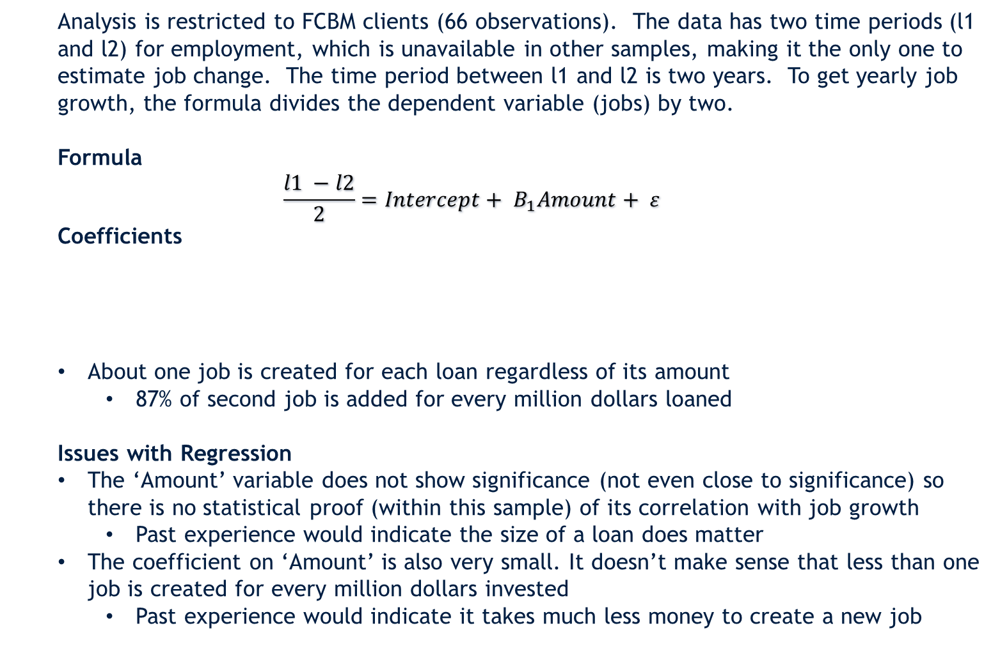 Analysis is restricted to FCBM clients (66 observations).  The data has two time periods (l1
and l2) for employment, which is unavailable in other samples, making it the only one to
estimate job change.  The time period between l1 and l2 is two years.  To get yearly job
growth, the formula divides the dependent variable (jobs) by two.
Formula
l1 − l2
= Intercept + B₁Amount + ε
2
Coefficients
• About one job is created for each loan regardless of its amount
• 87% of second job is added for every million dollars loaned
Issues with Regression
• The ‘Amount’ variable does not show significance (not even close to significance) so
there is no statistical proof (within this sample) of its correlation with job growth
• Past experience would indicate the size of a loan does matter
• The coefficient on ‘Amount’ is also very small. It doesn’t make sense that less than one
job is created for every million dollars invested
• Past experience would indicate it takes much less money to create a new job